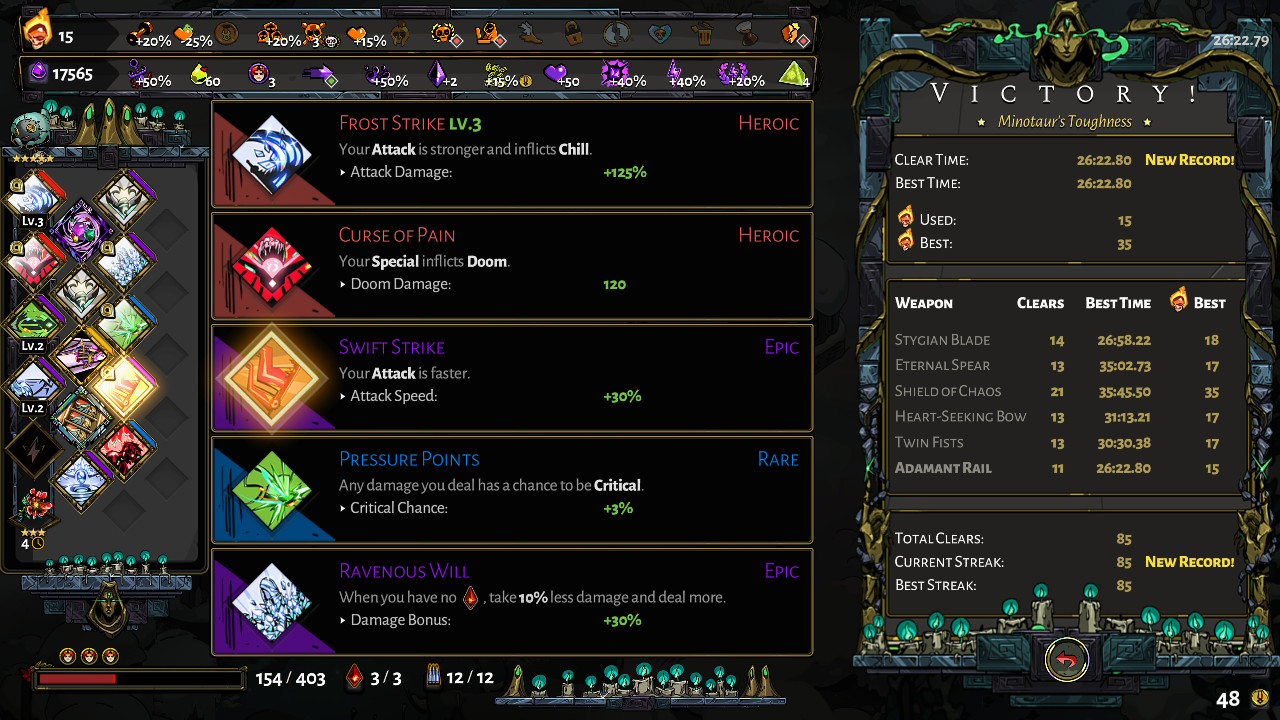 15
+20% -25% +20% 3 +15%
17565
+50% 60 3 +50% +2 +15% +50 +40% +40% +20% 4
Lv.3
Lv.2
Lv.2
4
FROST STRIKE LV.3 HEROIC
Your Attack is stronger and inflicts Chill.
Attack Damage: +125%
CURSE OF PAIN HEROIC
Your Special inflicts Doom.
Doom Damage: 120
SWIFT STRIKE EPIC
Your Attack is faster.
Attack Speed: +30%
PRESSURE POINTS RARE
Any damage you deal has a chance to be Critical.
Critical Chance: +3%
RAVENOUS WILL EPIC
When you have no , take 10% less damage and deal more.
Damage Bonus: +30%
154 / 403 3 / 3 12 / 12
26:22.79
VICTORY!
Minotaur's Toughness
CLEAR TIME: 26:22.80 NEW RECORD!
BEST TIME: 26:22.80
USED: 15
BEST: 35
WEAPON CLEARS BEST TIME BEST
STYGIAN BLADE 14 26:58.22 18
ETERNAL SPEAR 13 35:02.73 17
SHIELD OF CHAOS 21 35:45.50 35
HEART-SEEKING BOW 13 31:13.21 17
TWIN FISTS 13 30:30.38 17
ADAMANT RAIL 11 26:22.80 15
TOTAL CLEARS: 85
CURRENT STREAK: 85 NEW RECORD!
BEST STREAK: 85
48